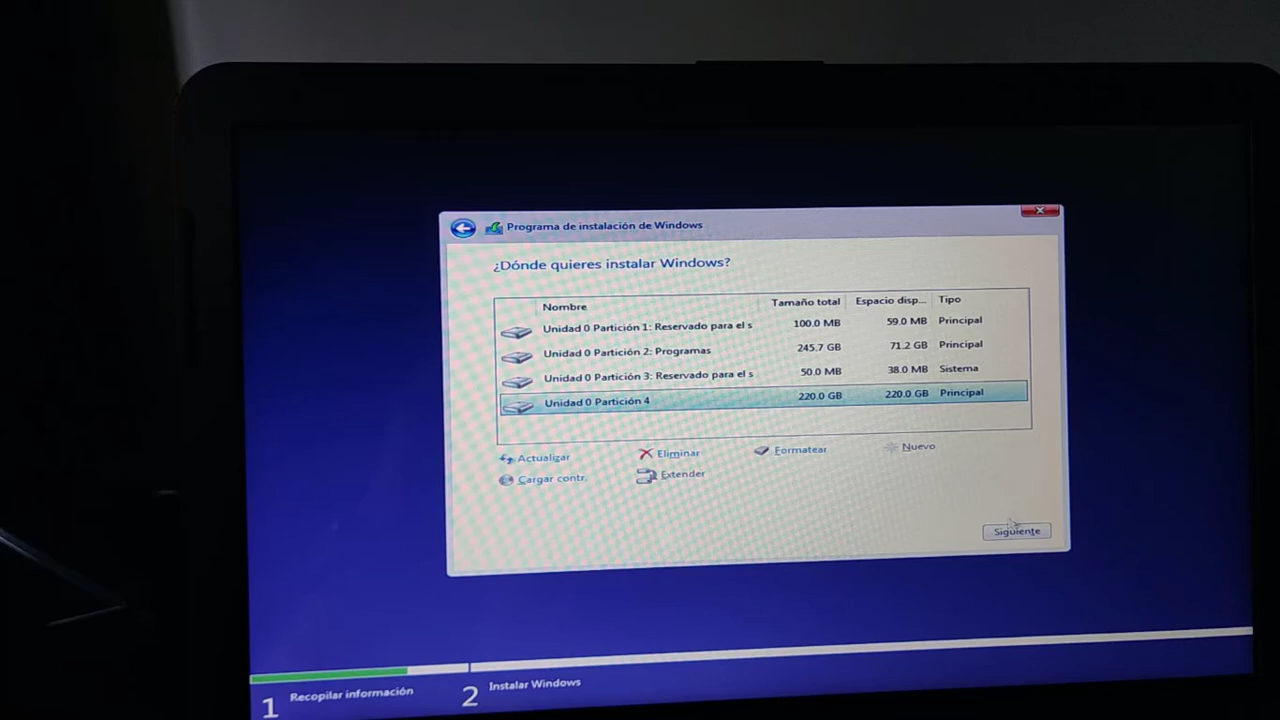 Programa de instalación de Windows
¿Dónde quieres instalar Windows?
Nombre Tamaño total Espacio disp... Tipo
Unidad 0 Partición 1: Reservado para el s 100.0 MB 59.0 MB Principal
Unidad 0 Partición 2: Programas 245.7 GB 71.2 GB Principal
Unidad 0 Partición 3: Reservado para el s 50.0 MB 38.0 MB Sistema
Unidad 0 Partición 4 220.0 GB 220.0 GB Principal
Actualizar Eliminar Formatear Nuevo
Cargar contr. Extender
Siguiente
1 Recopilar información 2 Instalar Windows